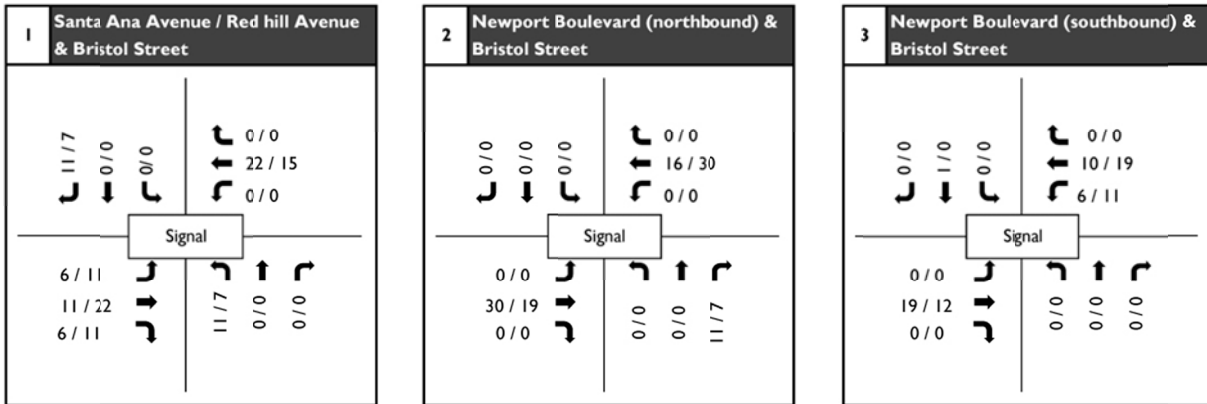 1
Santa Ana Avenue / Red hill Avenue
& Bristol Street
11 / 7
0 / 0
0/ 0
0 / 0
22 / 15
0 / 0
Signal
6 / 11
11 / 22
6 / 11
11 / 7
0 / 0
0 / 0
2
Newport Boulevard (northbound) &
Bristol Street
0 / 0
0 / 0
0 / 0
0 / 0
16 / 30
0 / 0
Signal
0 / 0
30 / 19
0 / 0
0 / 0
0 / 0
11 / 7
3
Newport Boulevard (southbound) &
Bristol Street
0 / 0
1 / 0
0 / 0
0 / 0
10 / 19
6 / 11
Signal
0 / 0
19 / 12
0 / 0
0 / 0
0 / 0
0 / 0